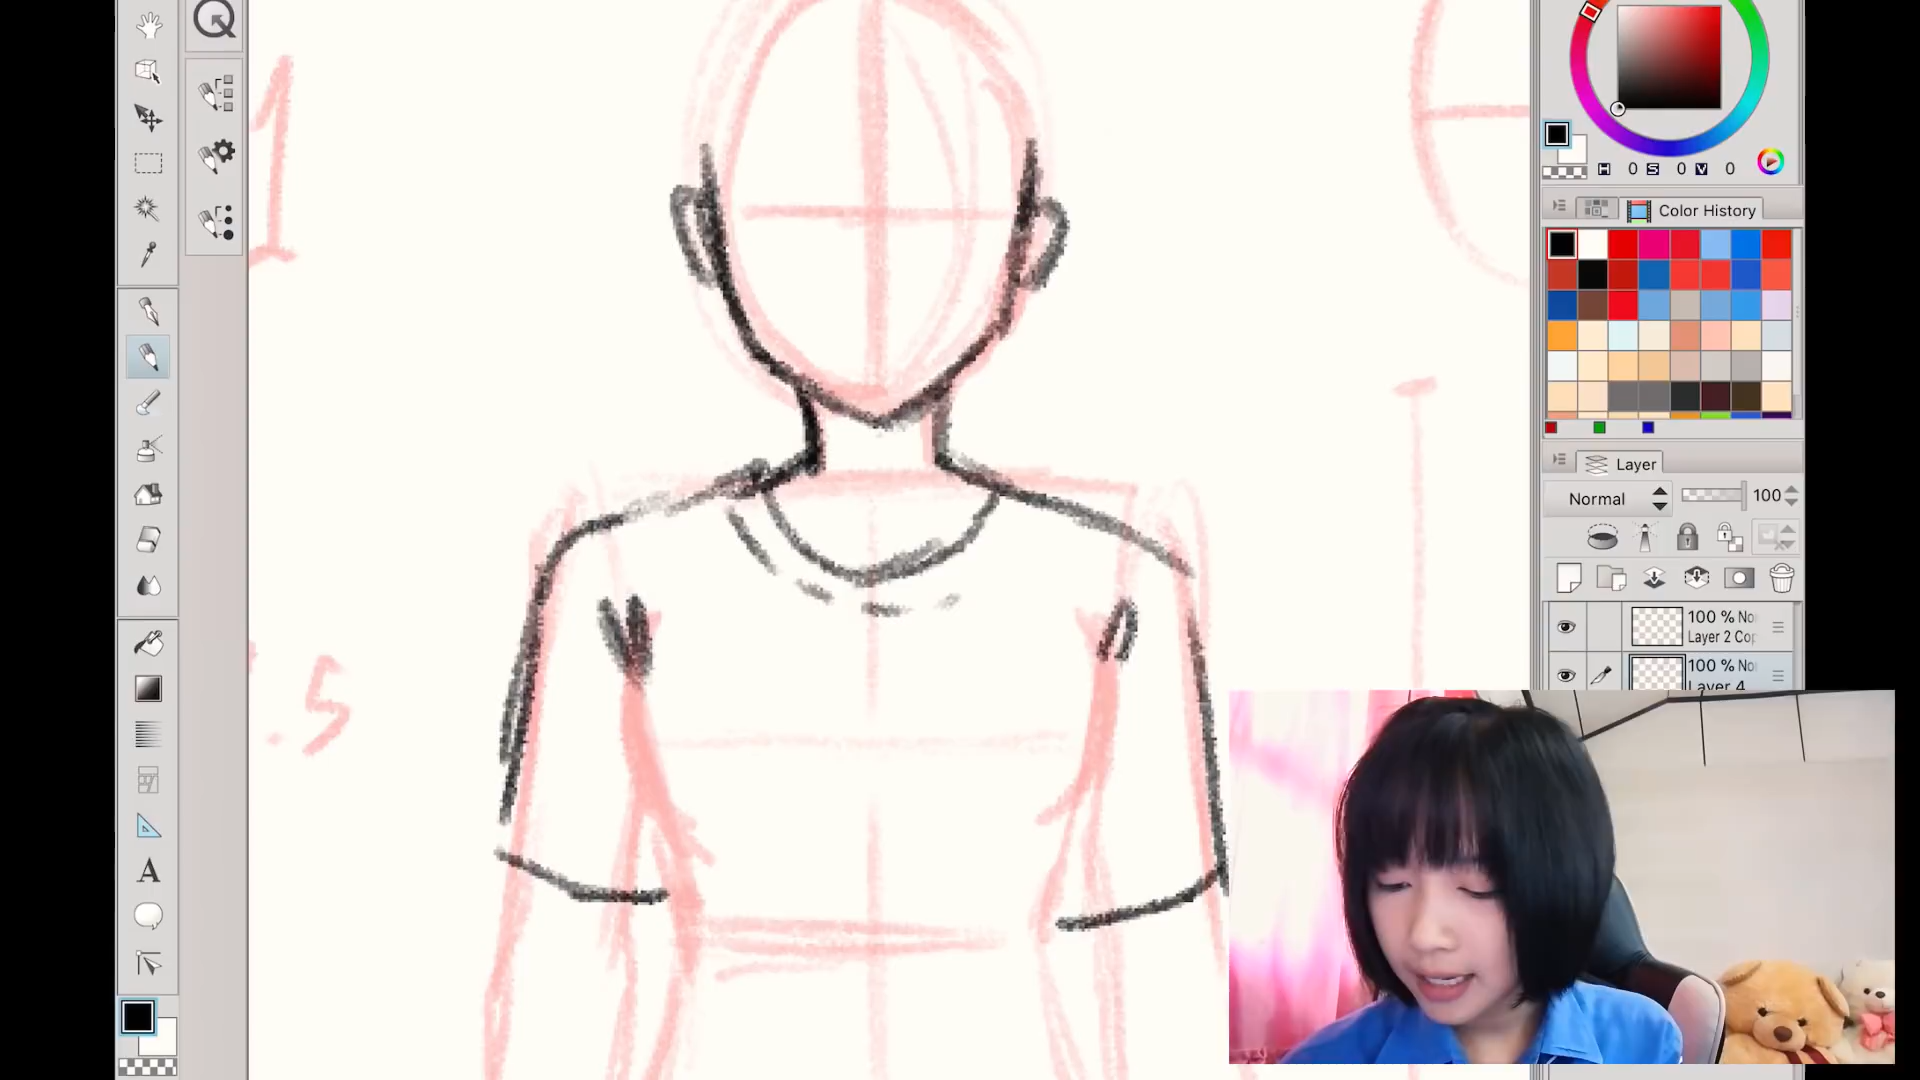 1
.5
A
H 0 S 0 V 0
Color History
Layer
Normal 100
100 % No
Layer 2 Cop
100 % No
Layer 4